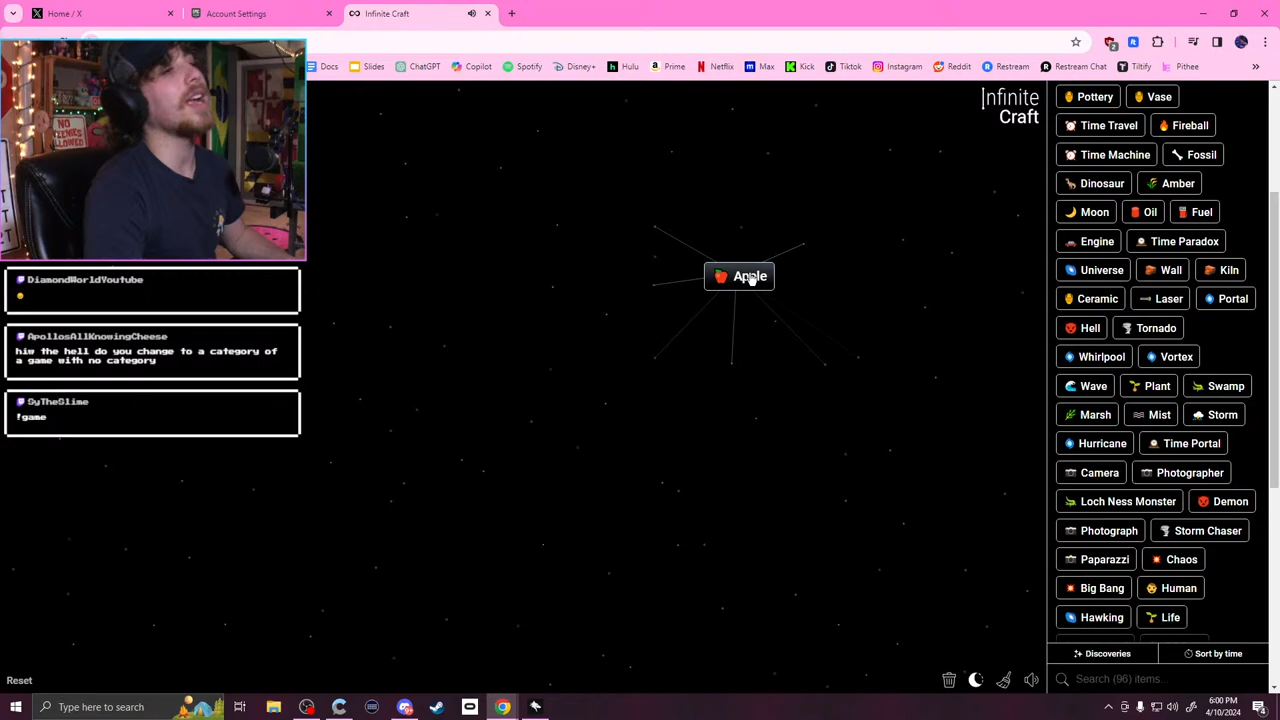 Home / X
Account Settings
Infinite Craft
Docs
Slides
ChatGPT
Copilot
Spotify
Disney+
Hulu
Prime
Netflix
Max
Kick
Tiktok
Instagram
Reddit
Restream
Restream Chat
Tiltify
Pithee
NO
ALLOWED
DiamondWorldYoutube
ApollosAllKnowingCheese
hiw the hell do you change to a category of
a game with no category
SyTheSlime
!game
Apple
Infinite
Craft
Pottery
Vase
Time Travel
Fireball
Time Machine
Fossil
Dinosaur
Amber
Moon
Oil
Fuel
Engine
Time Paradox
Universe
Wall
Kiln
Ceramic
Laser
Portal
Hell
Tornado
Whirlpool
Vortex
Wave
Plant
Swamp
Marsh
Mist
Storm
Hurricane
Time Portal
Camera
Photographer
Loch Ness Monster
Demon
Photograph
Storm Chaser
Paparazzi
Chaos
Big Bang
Human
Hawking
Life
Discoveries
Sort by time
Search (96) items...
Reset
Type here to search
6:00 PM
4/10/2024